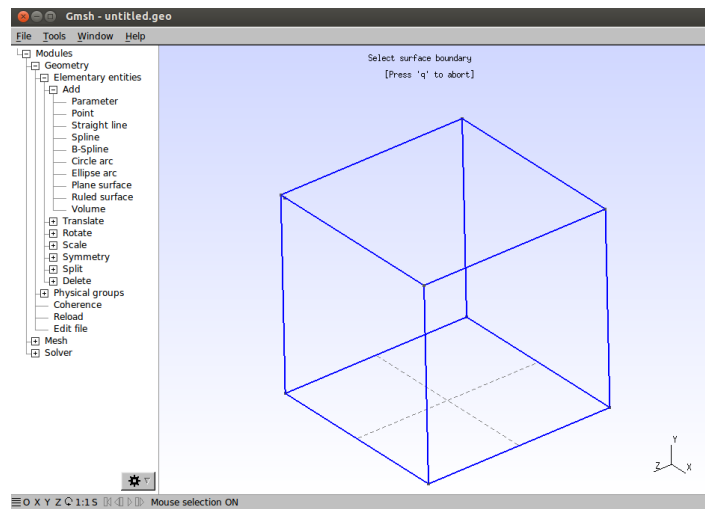 Gmsh - untitled.geo
File Tools Window Help
Modules
Geometry
Elementary entities
Add
Parameter
Point
Straight line
Spline
B-Spline
Circle arc
Ellipse arc
Plane surface
Ruled surface
Volume
Translate
Rotate
Scale
Symmetry
Split
Delete
Physical groups
Coherence
Reload
Edit file
Mesh
Solver
Select surface boundary
[Press 'q' to abort]
Y
Z X
O X Y Z 1:1 S Mouse selection ON